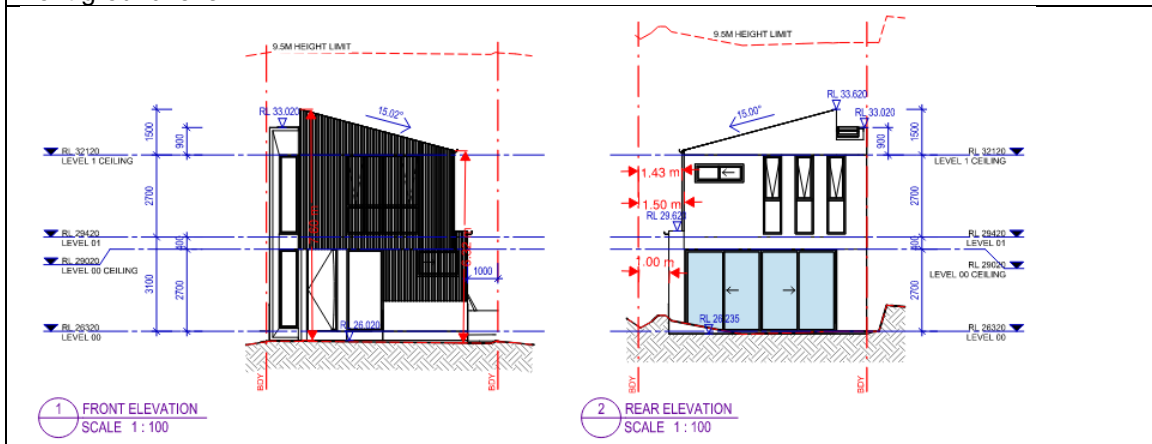 9.5M HEIGHT LIMIT
RL 33.020
15.02°
1500
900
RL 32120
LEVEL 1 CEILING
2700
RL 29420
LEVEL 01
400
RL 29020
LEVEL 00 CEILING
3100
2700
1000
RL 26.020
RL 26320
LEVEL 00
BDY
BDY
1 FRONT ELEVATION
SCALE 1 : 100
9.5M HEIGHT LIMIT
RL 33.620
15.00°
RL 33.020
1500
900
RL 32120
LEVEL 1 CEILING
1.43 m
2700
1.50 m
RL 29.620
RL 29420
LEVEL 01
400
RL 29020
LEVEL 00 CEILING
1.00 m
2700
RL 26.235
RL 26320
LEVEL 00
BDY
BDY
2 REAR ELEVATION
SCALE 1 : 100